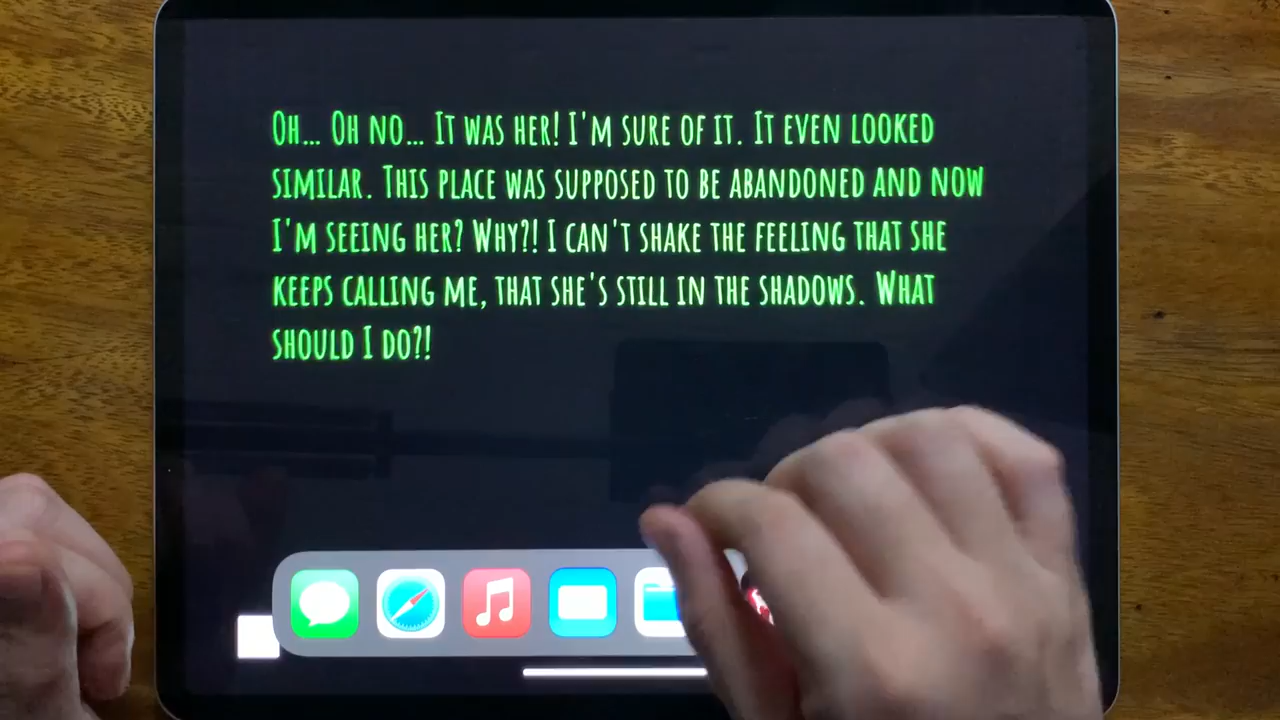 Oh... Oh no... It was her! I'm sure of it. It even looked
similar. This place was supposed to be abandoned and now
I'm seeing her? Why?! I can't shake the feeling that she
keeps calling me, that she's still in the shadows. What
should I do?!